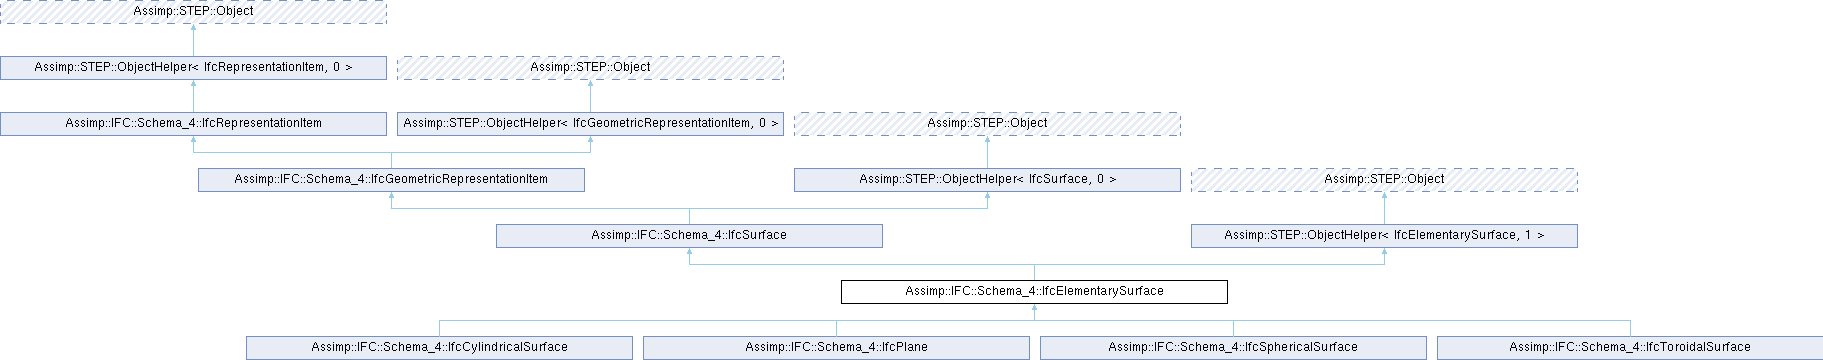 Assimp::STEP::Object
Assimp::STEP::ObjectHelper< IfcRepresentationItem, 0 >
Assimp::STEP::Object
Assimp::IFC::Schema_4::IfcRepresentationItem
Assimp::STEP::ObjectHelper< IfcGeometricRepresentationItem, 0 >
Assimp::STEP::Object
Assimp::IFC::Schema_4::IfcGeometricRepresentationItem
Assimp::STEP::ObjectHelper< IfcSurface, 0 >
Assimp::STEP::Object
Assimp::IFC::Schema_4::IfcSurface
Assimp::STEP::ObjectHelper< IfcElementarySurface, 1 >
Assimp::IFC::Schema_4::IfcElementarySurface
Assimp::IFC::Schema_4::IfcCylindricalSurface
Assimp::IFC::Schema_4::IfcPlane
Assimp::IFC::Schema_4::IfcSphericalSurface
Assimp::IFC::Schema_4::IfcToroidalSurface